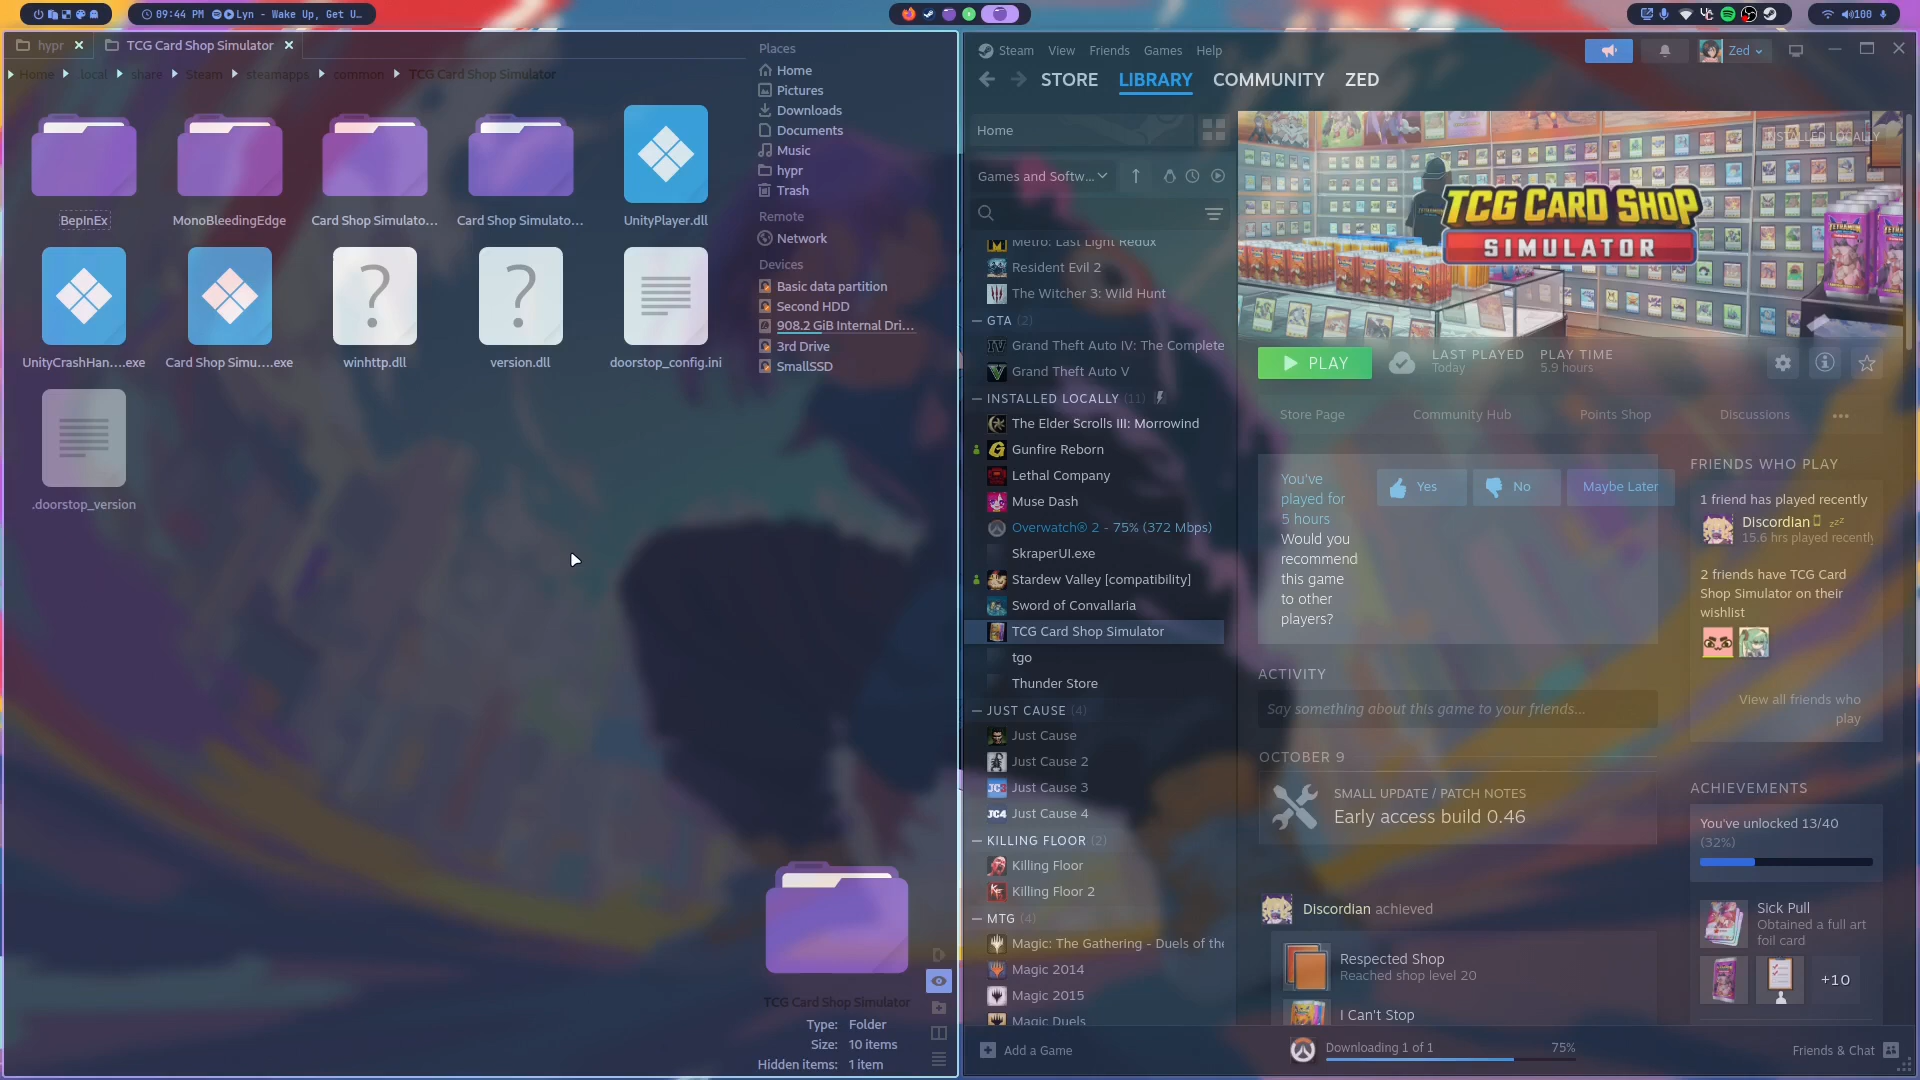 09:44 PM
Lyn - Wake Up, Get U...
100
hypr
TCG Card Shop Simulator
Home
.local
share
Steam
steamapps
common
TCG Card Shop Simulator
BepInEx
MonoBleedingEdge
Card Shop Simulato...
Card Shop Simulato...
UnityPlayer.dll
UnityCrashHan....exe
Card Shop Simu....exe
winhttp.dll
version.dll
doorstop_config.ini
.doorstop_version
Places
Home
Pictures
Downloads
Documents
Music
hypr
Trash
Remote
Network
Devices
Basic data partition
Second HDD
908.2 GiB Internal Dri...
3rd Drive
SmallSSD
TCG Card Shop Simulator
Type: Folder
Size: 10 items
Hidden items: 1 item
Steam
View
Friends
Games
Help
Zed
STORE
LIBRARY
COMMUNITY
ZED
Home
Games and Softw...
Metro: Last Light Redux
Resident Evil 2
The Witcher 3: Wild Hunt
GTA (2)
Grand Theft Auto IV: The Complete
Grand Theft Auto V
INSTALLED LOCALLY (11)
The Elder Scrolls III: Morrowind
Gunfire Reborn
Lethal Company
Muse Dash
Overwatch® 2 - 75% (372 Mbps)
SkraperUI.exe
Stardew Valley [compatibility]
Sword of Convallaria
TCG Card Shop Simulator
tgo
Thunder Store
JUST CAUSE (4)
Just Cause
Just Cause 2
Just Cause 3
Just Cause 4
KILLING FLOOR (2)
Killing Floor
Killing Floor 2
MTG (4)
Magic: The Gathering - Duels of the
Magic 2014
Magic 2015
Magic Duels
Add a Game
INSTALLED LOCALLY
TCG CARD SHOP
SIMULATOR
PLAY
LAST PLAYED
Today
PLAY TIME
5.9 hours
Store Page
Community Hub
Points Shop
Discussions
You've
played for
5 hours
Would you
recommend
this game
to other
players?
Yes
No
Maybe Later
ACTIVITY
Say something about this game to your friends...
OCTOBER 9
SMALL UPDATE / PATCH NOTES
Early access build 0.46
Discordian achieved
Respected Shop
Reached shop level 20
I Can't Stop
FRIENDS WHO PLAY
1 friend has played recently
Discordian zzZ
15.6 hrs played recently
2 friends have TCG Card
Shop Simulator on their
wishlist
View all friends who
play
ACHIEVEMENTS
You've unlocked 13/40
(32%)
Sick Pull
Obtained a full art
foil card
+10
Downloading 1 of 1
75%
Friends & Chat